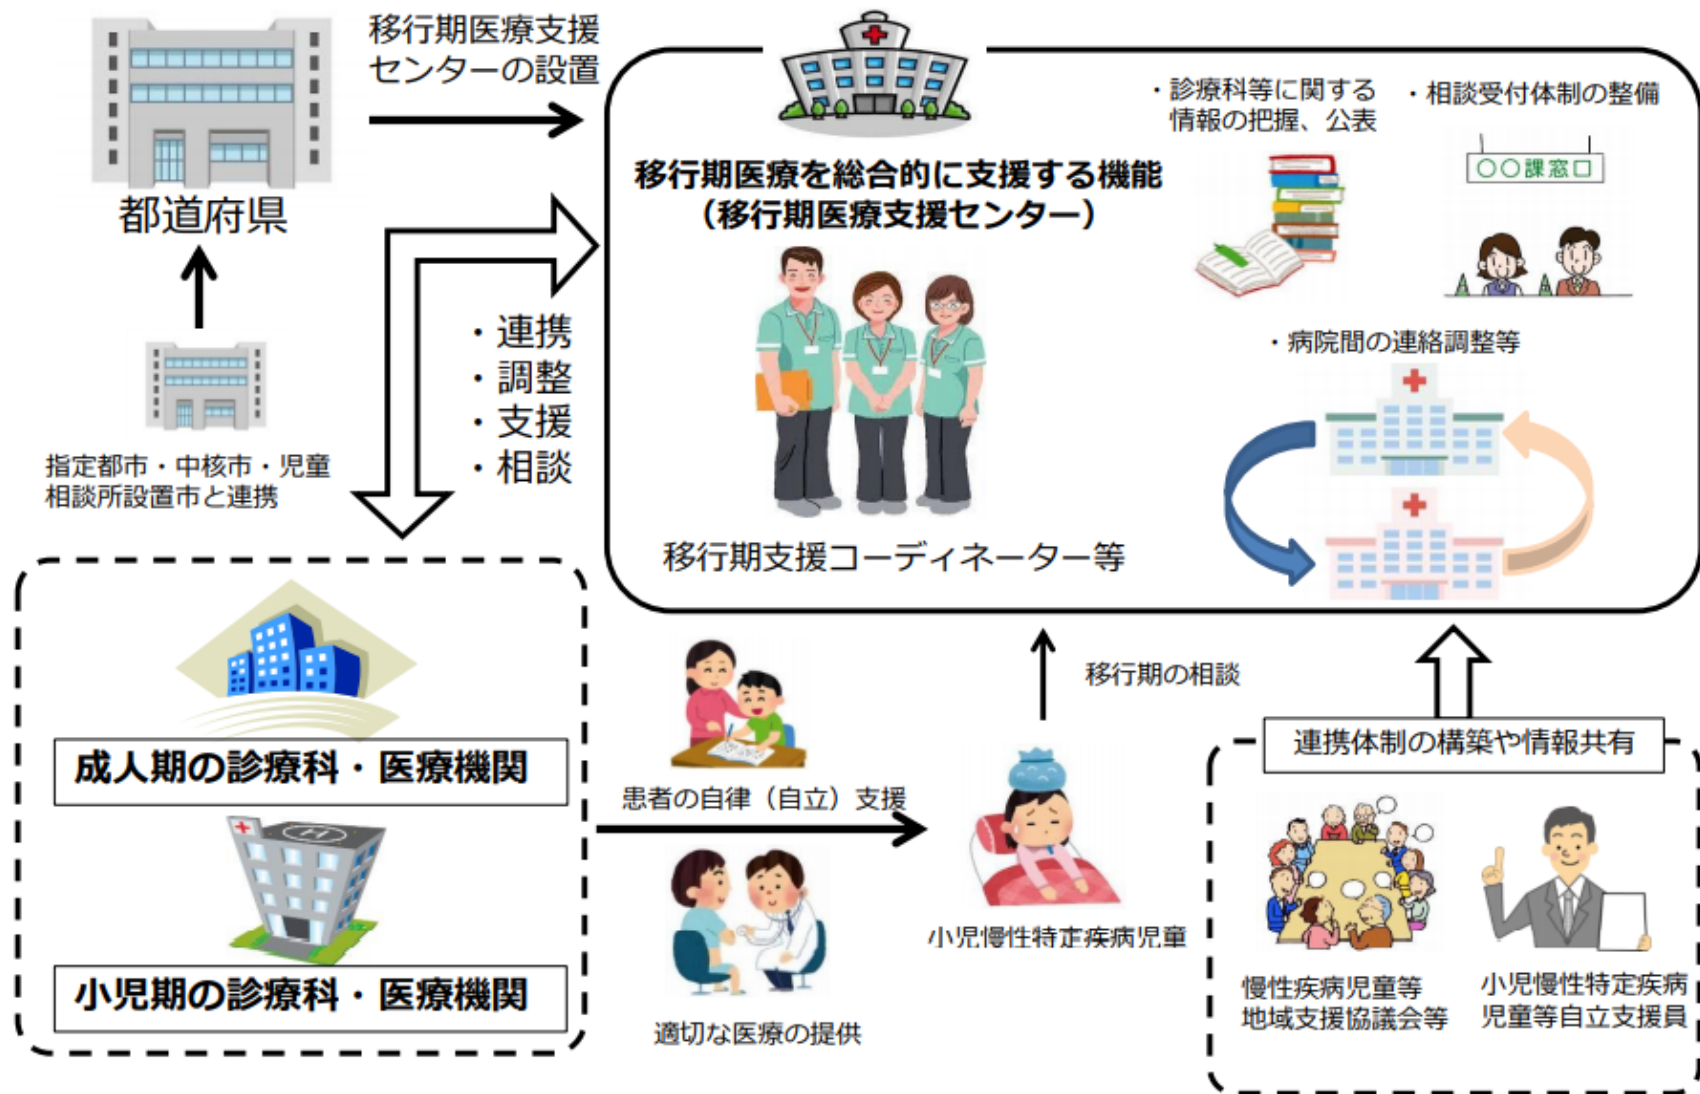 移行期医療支援
センターの設置
都道府県
指定都市・中核市・児童
相談所設置市と連携
・連携
・調整
・支援
・相談
移行期医療を総合的に支援する機能
（移行期医療支援センター）
移行期支援コーディネーター等
・診療科等に関する
情報の把握、公表
・相談受付体制の整備
〇〇課窓口
・病院間の連絡調整等
成人期の診療科・医療機関
小児期の診療科・医療機関
患者の自律（自立）支援
適切な医療の提供
移行期の相談
小児慢性特定疾病児童
連携体制の構築や情報共有
慢性疾病児童等
地域支援協議会等
小児慢性特定疾病
児童等自立支援員